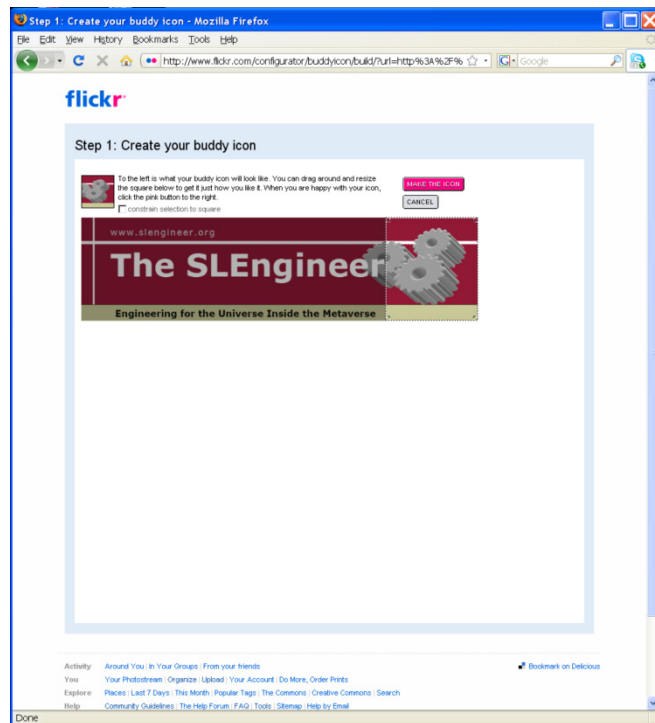 Step 1: Create your buddy icon - Mozilla Firefox
File Edit View History Bookmarks Tools Help
http://www.flickr.com/configurator/buddyicon/build/?url=http%3A%2F% Google
flickr
Step 1: Create your buddy icon
To the left is what your buddy icon will look like. You can drag around and resize
the square below to get it just how you like it. When you are happy with your icon,
click the pink button to the right.
constrain selection to square
MAKE THE ICON
CANCEL
www.slengineer.org
The SLEngineer
Engineering for the Universe Inside the Metaverse
Activity Around You | In Your Groups | From your friends
Bookmark on Delicious
You Your Photostream | Organize | Upload | Your Account | Do More, Order Prints
Explore Places | Last 7 Days | This Month | Popular Tags | The Commons | Creative Commons | Search
Help Community Guidelines | The Help Forum | FAQ | Tools | Sitemap | Help by Email
Done